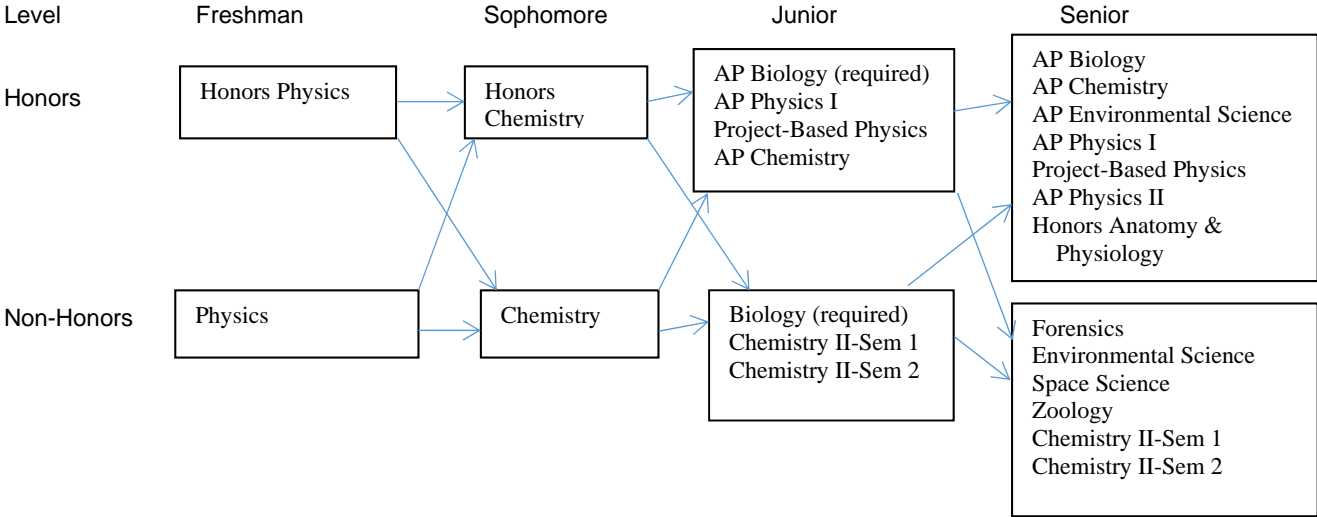 Level Freshman Sophomore Junior Senior
Honors
Honors Physics
Honors
Chemistry
AP Biology (required)
AP Physics I
Project-Based Physics
AP Chemistry
AP Biology
AP Chemistry
AP Environmental Science
AP Physics I
Project-Based Physics
AP Physics II
Honors Anatomy &
Physiology
Non-Honors
Physics
Chemistry
Biology (required)
Chemistry II-Sem 1
Chemistry II-Sem 2
Forensics
Environmental Science
Space Science
Zoology
Chemistry II-Sem 1
Chemistry II-Sem 2